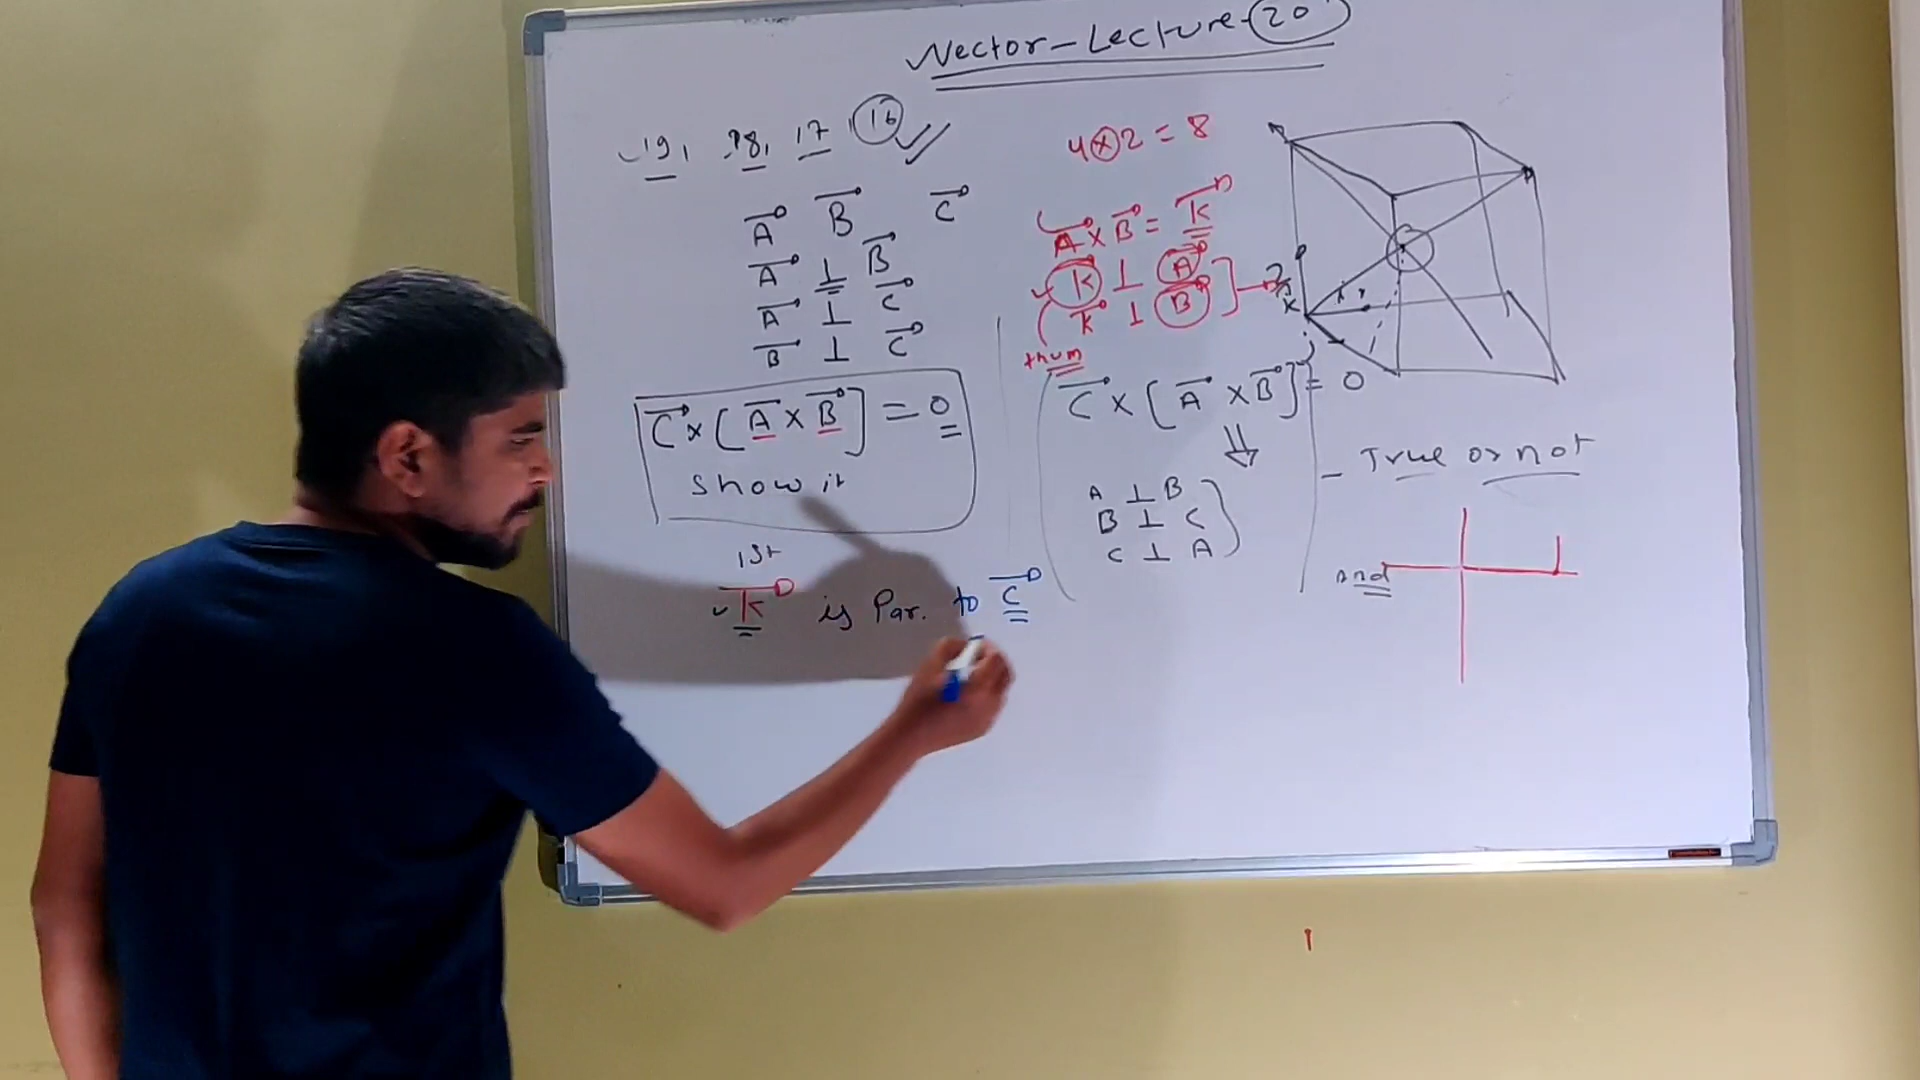 Vector - Lecture - 20
19, 18, 17, 16
A B C
A ⊥ B
A ⊥ C
B ⊥ C
C × [A × B] = 0
Show it
1st
K is Par. to C
4 × 2 = 8
A × B = K
K ⊥ A
K ⊥ B
thum
C × [A × B] = 0
- True or not
A ⊥ B
B ⊥ C
C ⊥ A
2nd